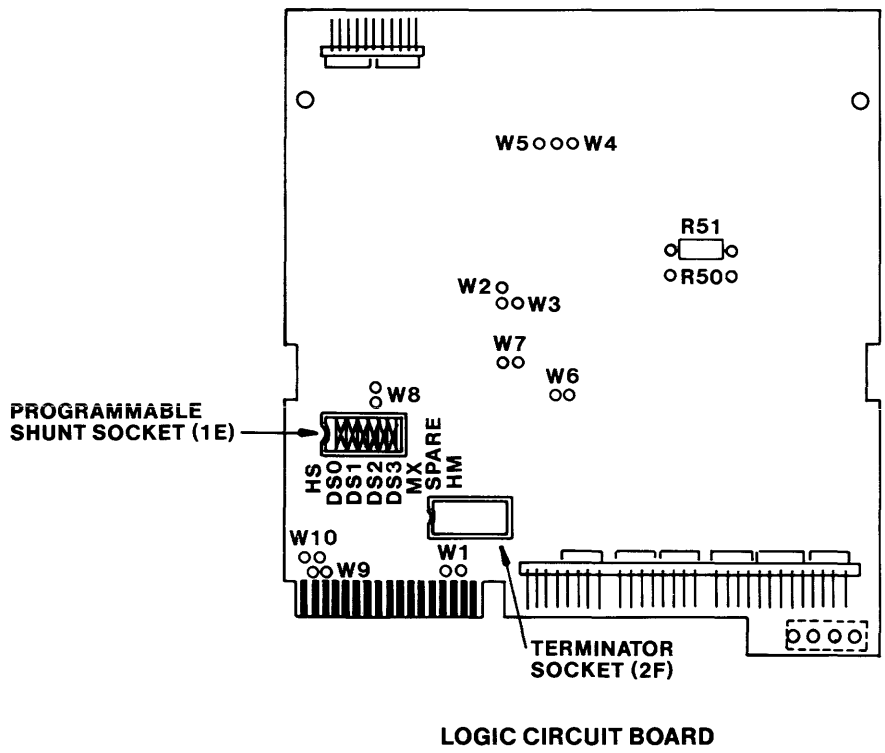 W5
W4
R51
R50
W2
W3
W7
W6
W8
PROGRAMMABLE
SHUNT SOCKET (1E)
HS
DS0
DS1
DS2
DS3
MX
SPARE
HM
W10
W9
W1
TERMINATOR
SOCKET (2F)
LOGIC CIRCUIT BOARD